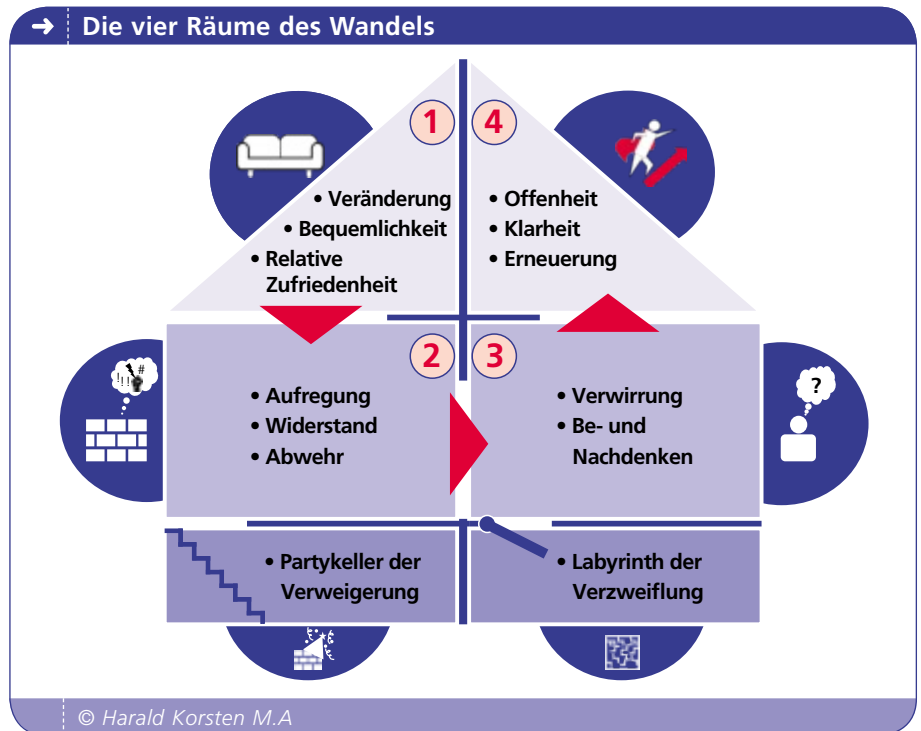 ➔ Die vier Räume des Wandels
1
• Veränderung
• Bequemlichkeit
• Relative
Zufriedenheit
4
• Offenheit
• Klarheit
• Erneuerung
2
• Aufregung
• Widerstand
• Abwehr
!!!#
3
• Verwirrung
• Be- und
Nachdenken
?
• Partykeller der
Verweigerung
• Labyrinth der
Verzweiflung
© Harald Korsten M.A